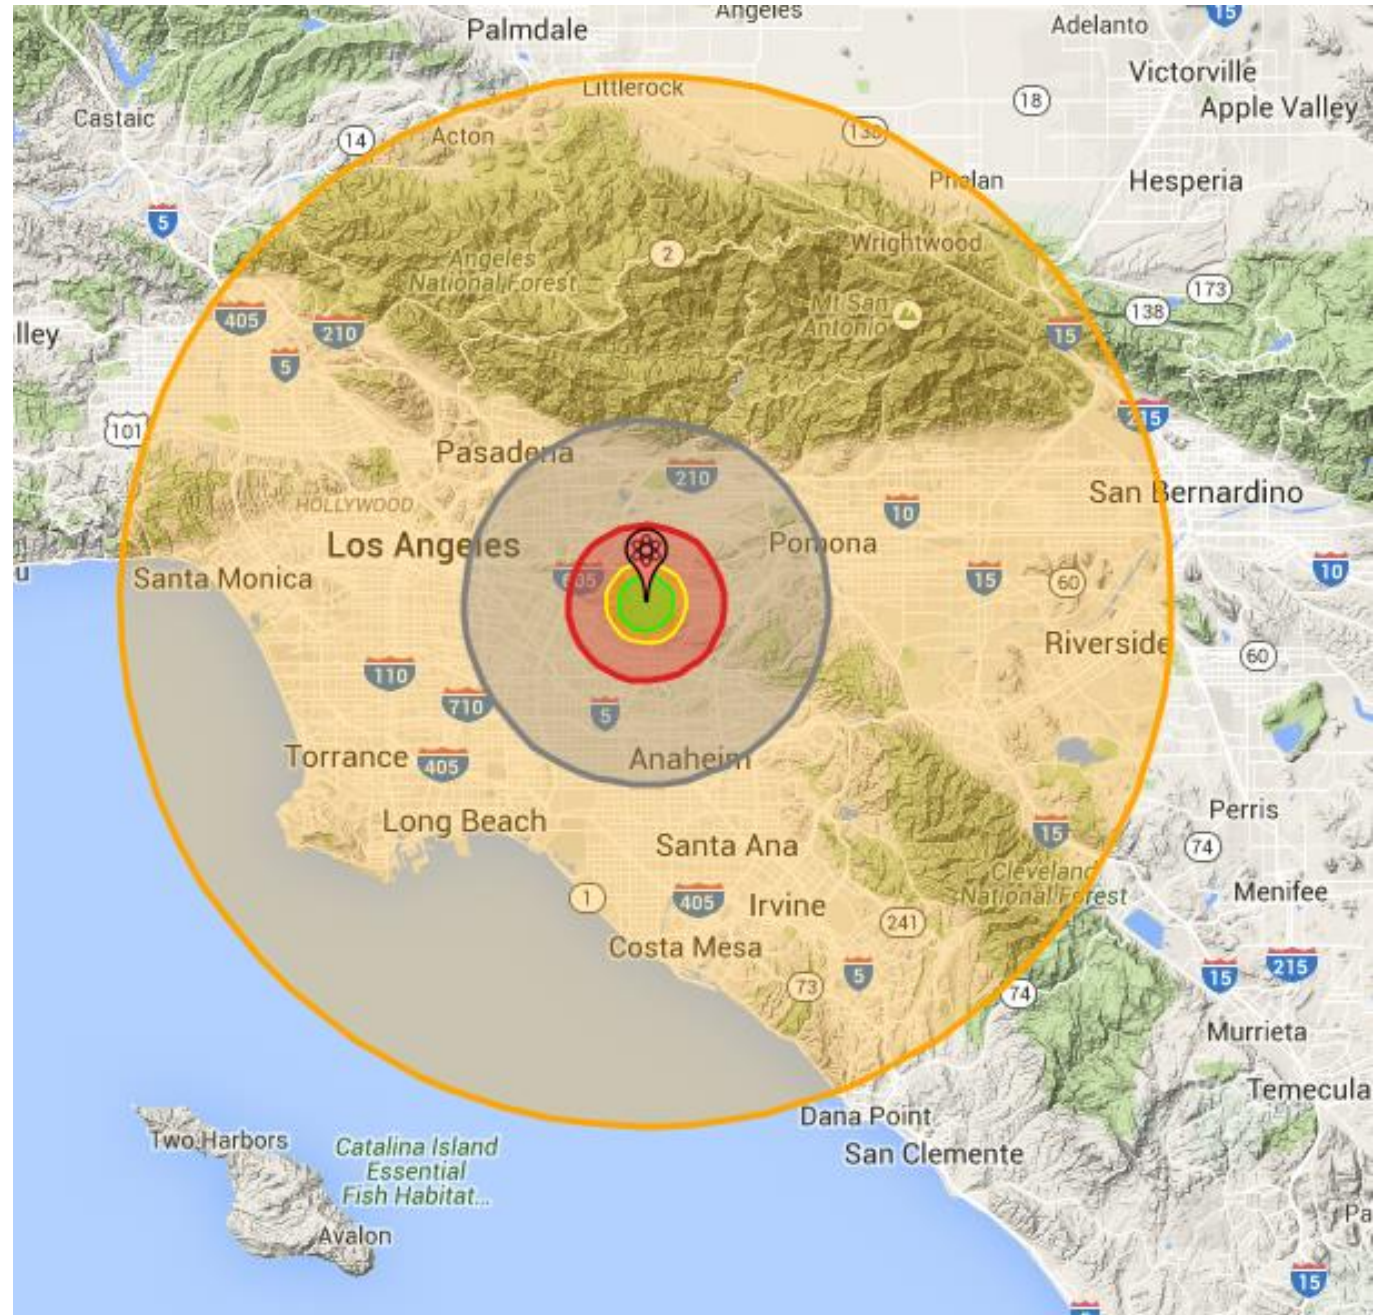 Angeles
15
Palmdale
Adelanto
Victorville
Littlerock
18
Apple Valley
Castaic
14
Acton
138
Phelan
Hesperia
5
2
Wrightwood
Angeles
National Forest
173
405
210
Mt San
Antonio
138
lley
15
5
215
101
Pasadena
210
San Bernardino
HOLLYWOOD
10
Los Angeles
Pomona
u
Santa Monica
605
15
60
10
Riverside
60
110
710
5
Torrance
405
Anaheim
Perris
Long Beach
15
74
Santa Ana
Cleveland
National Forest
Menifee
1
405
Irvine
241
Costa Mesa
5
73
74
15
215
Murrieta
Temecula
Dana Point
Two Harbors
Catalina Island
Essential
Fish Habitat...
San Clemente
Pa
Avalon
15
5